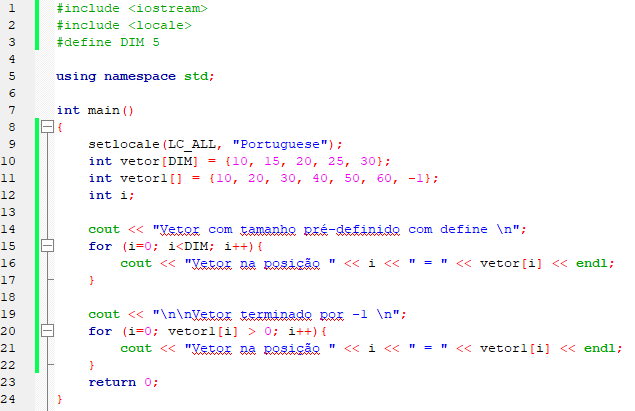 1 #include <iostream>
2 #include <locale>
3 #define DIM 5
4
5 using namespace std;
6
7 int main()
8 {
9 setlocale(LC_ALL, "Portuguese");
10 int vetor[DIM] = {10, 15, 20, 25, 30};
11 int vetor1[] = {10, 20, 30, 40, 50, 60, -1};
12 int i;
13
14 cout << "Vetor com tamanho pré-definido com define \n";
15 for (i=0; i<DIM; i++){
16 cout << "Vetor na posição " << i << " = " << vetor[i] << endl;
17 }
18
19 cout << "\n\nVetor terminado por -1 \n";
20 for (i=0; vetor1[i] > 0; i++){
21 cout << "Vetor na posição " << i << " = " << vetor1[i] << endl;
22 }
23 return 0;
24 }